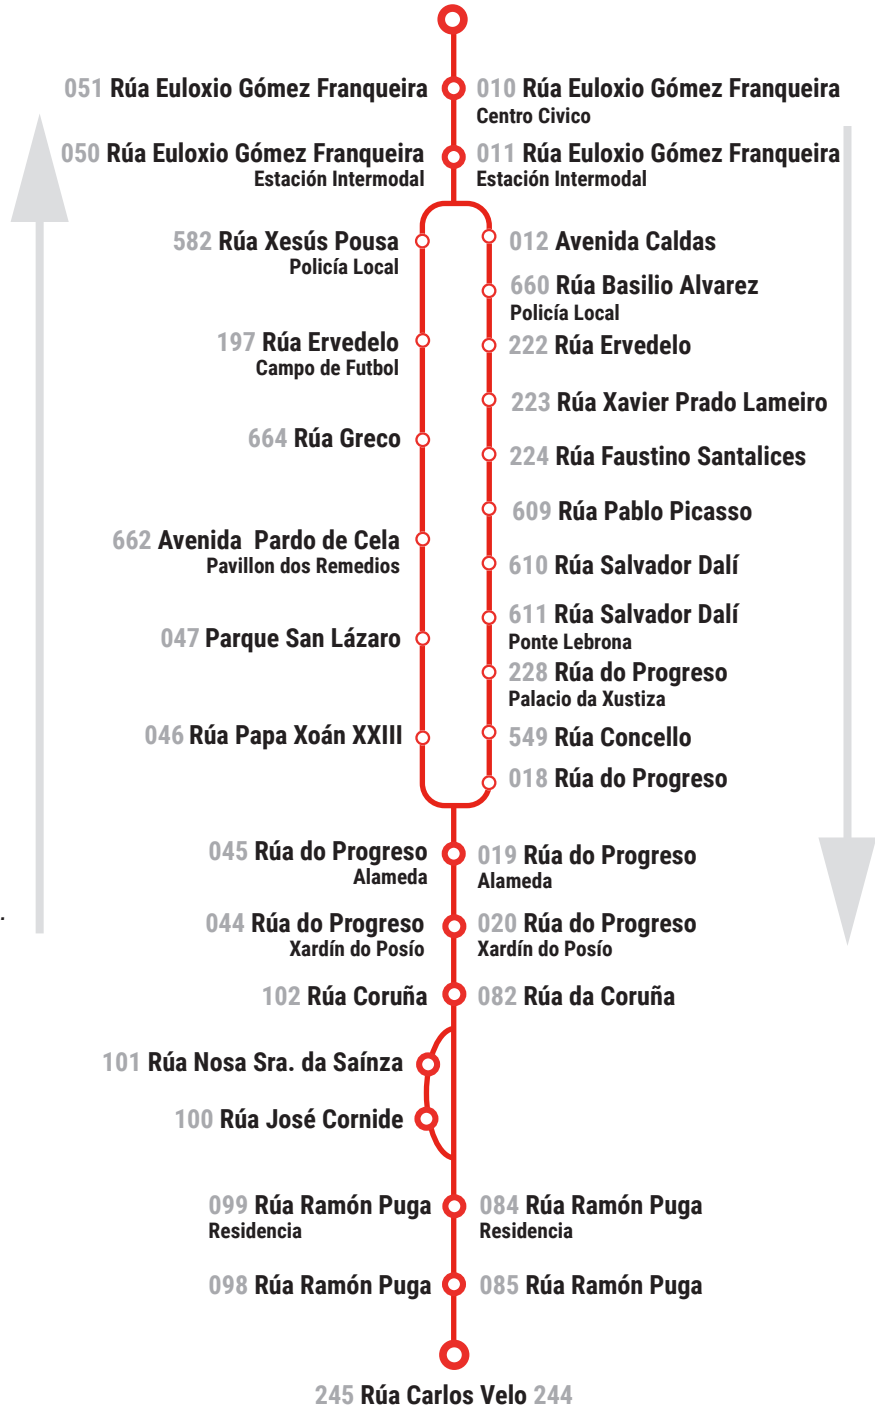 051 Rúa Euloxio Gómez Franqueira
010 Rúa Euloxio Gómez Franqueira
Centro Civico
050 Rúa Euloxio Gómez Franqueira
Estación Intermodal
011 Rúa Euloxio Gómez Franqueira
Estación Intermodal
582 Rúa Xesús Pousa
Policía Local
012 Avenida Caldas
660 Rúa Basilio Alvarez
Policía Local
197 Rúa Ervedelo
Campo de Futbol
222 Rúa Ervedelo
223 Rúa Xavier Prado Lameiro
664 Rúa Greco
224 Rúa Faustino Santalices
609 Rúa Pablo Picasso
662 Avenida  Pardo de Cela
Pavillon dos Remedios
610 Rúa Salvador Dalí
611 Rúa Salvador Dalí
Ponte Lebrona
047 Parque San Lázaro
228 Rúa do Progreso
Palacio da Xustiza
046 Rúa Papa Xoán XXIII
549 Rúa Concello
018 Rúa do Progreso
045 Rúa do Progreso
Alameda
019 Rúa do Progreso
Alameda
.
044 Rúa do Progreso
Xardín do Posío
020 Rúa do Progreso
Xardín do Posío
102 Rúa Coruña
082 Rúa da Coruña
101 Rúa Nosa Sra. da Saínza
100 Rúa José Cornide
099 Rúa Ramón Puga
Residencia
084 Rúa Ramón Puga
Residencia
098 Rúa Ramón Puga
085 Rúa Ramón Puga
245 Rúa Carlos Velo 244